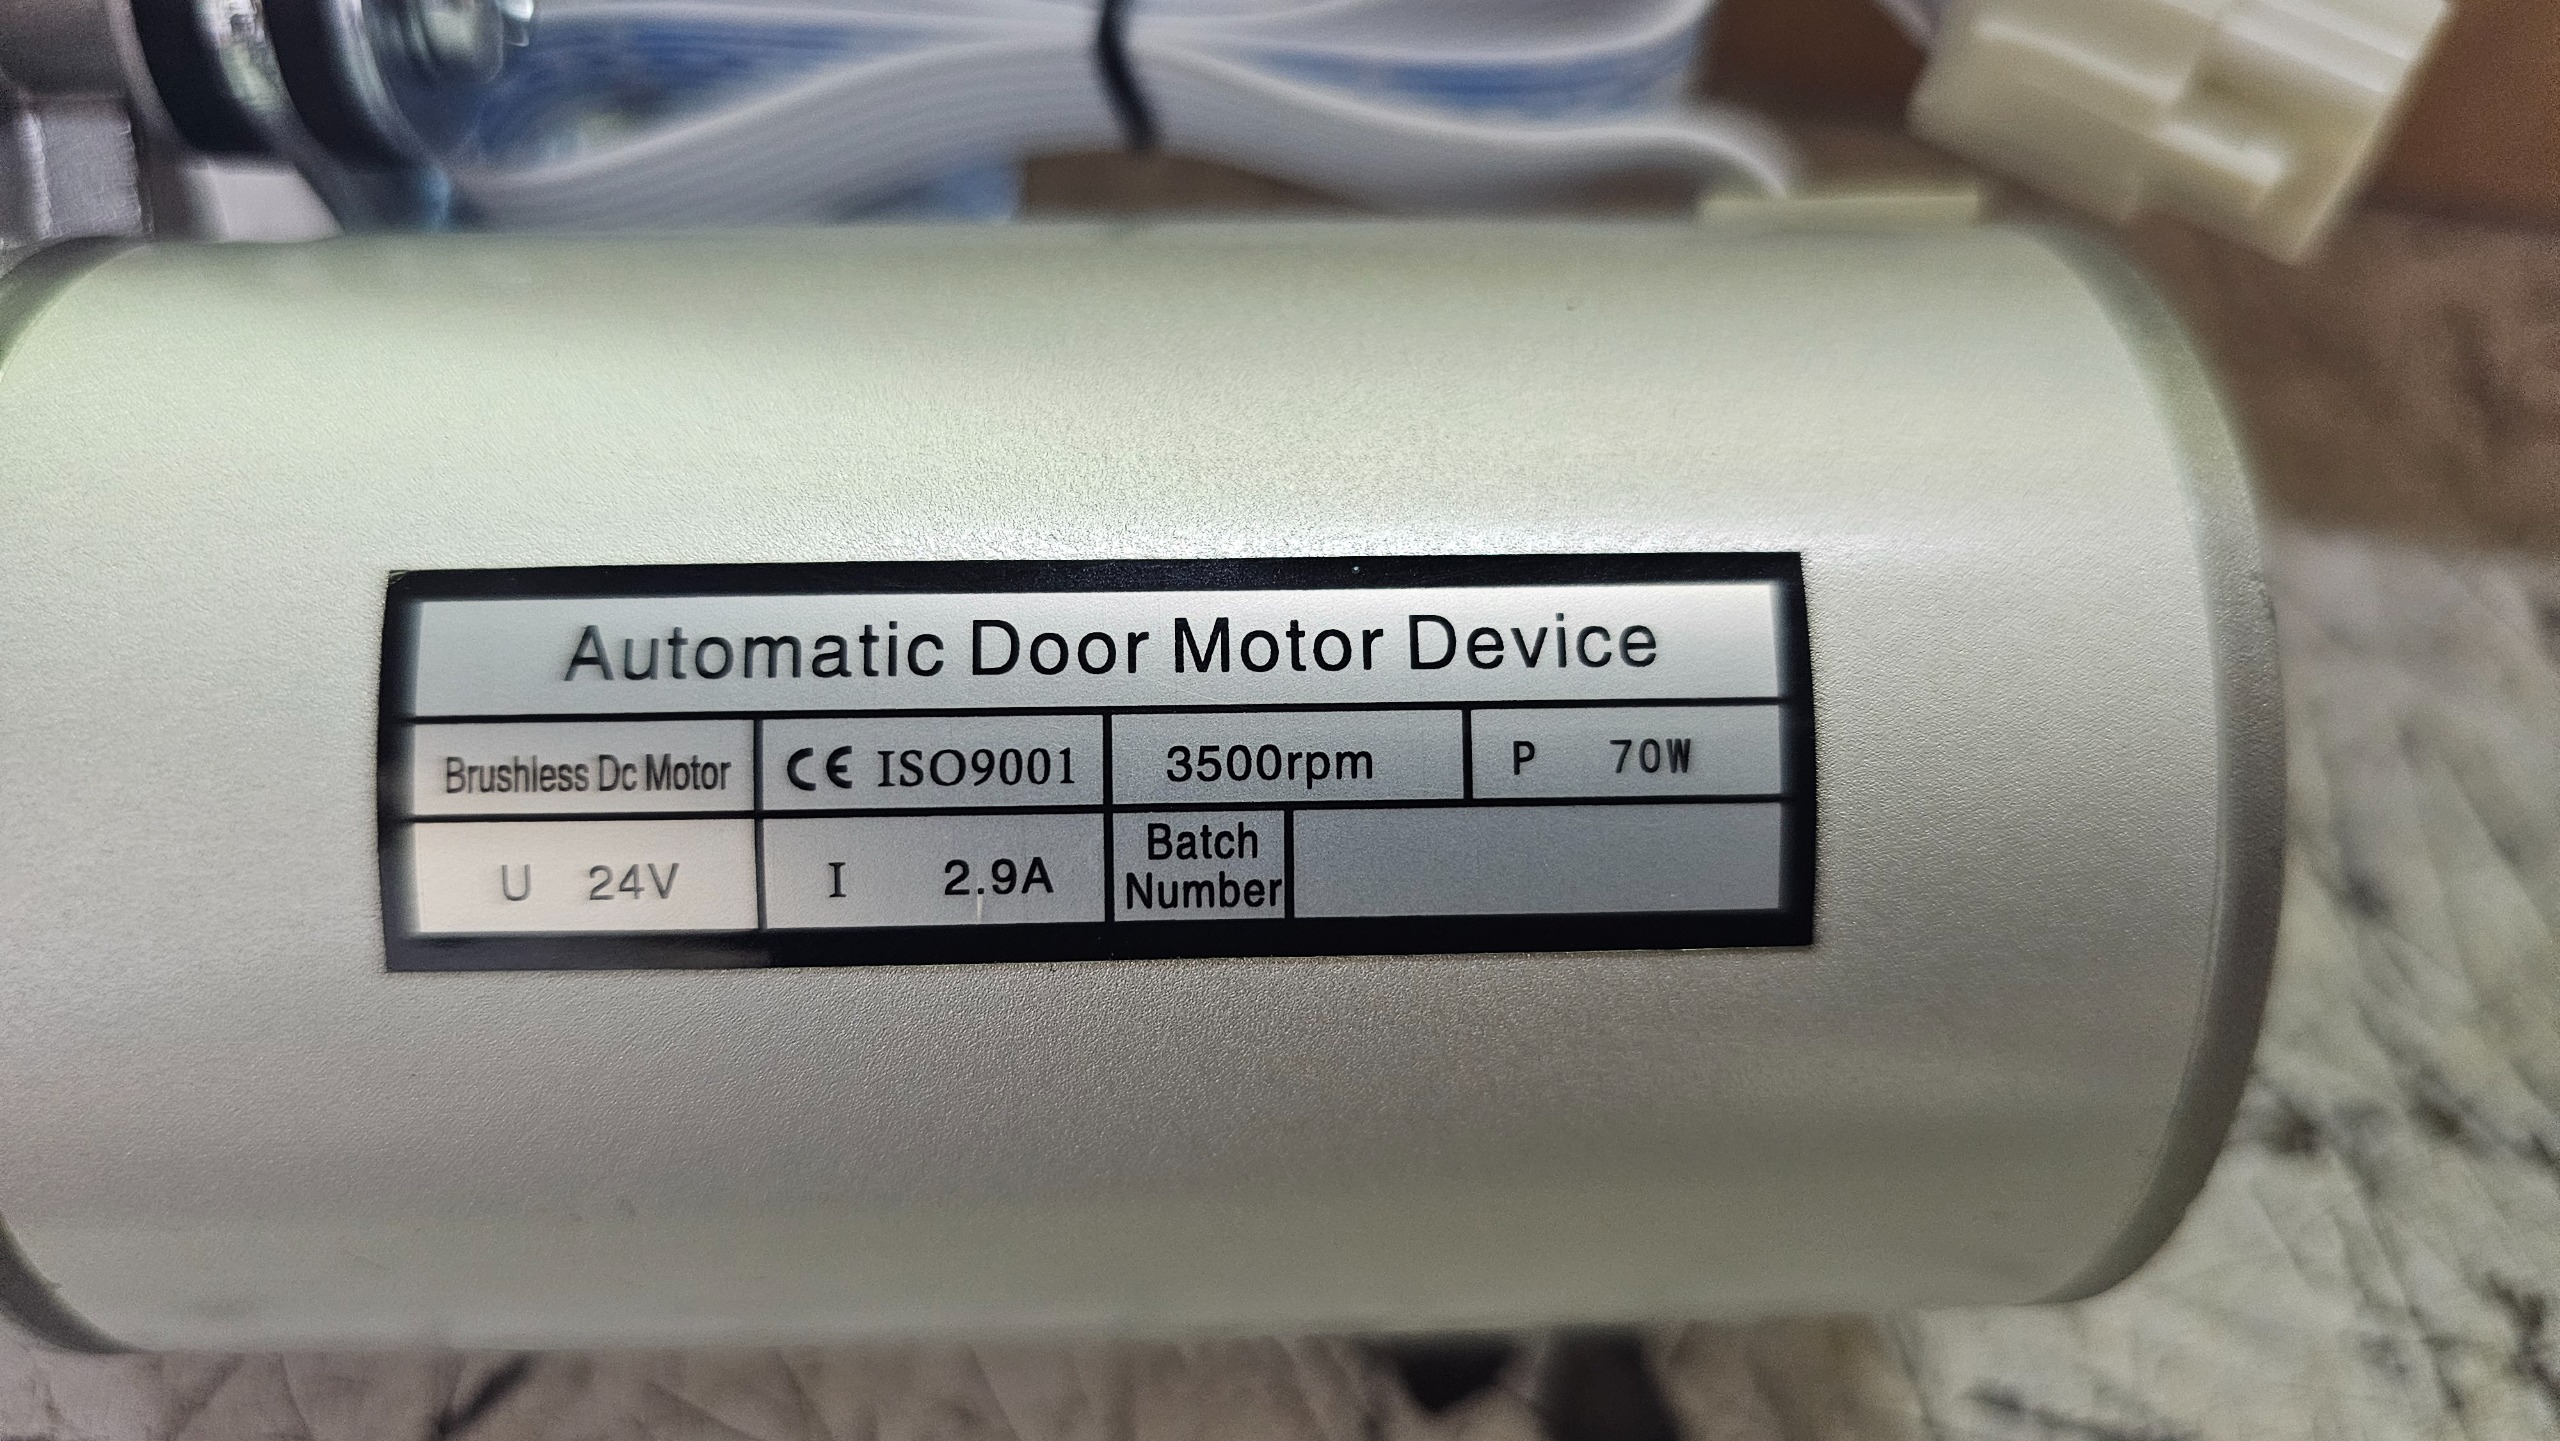 Automatic Door Motor Device
Brushless Dc Motor CE ISO9001 3500rpm P 70W
U 24V I 2.9A Batch Number